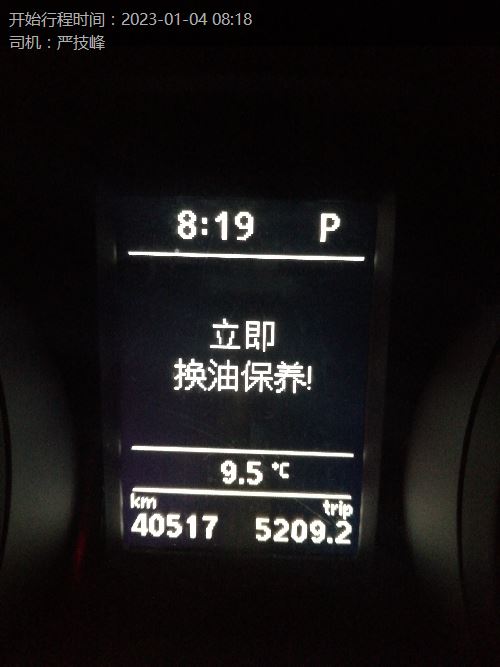 开始行程时间：2023-01-04 08:18
司机：严技峰
8:19 P
立即
换油保养!
9.5 °C
km trip
40517 5209.2